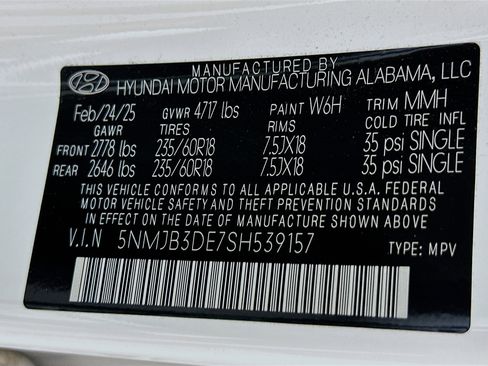 MANUFACTURED BY
HYUNDAI MOTOR MANUFACTURING ALABAMA, LLC
Feb/24/25 GVWR 4717 lbs PAINT W6H TRIM MMH
GAWR TIRES RIMS COLD TIRE INFL
FRONT 2778 lbs 235/60R18 7.5JX18 35 psi SINGLE
REAR 2646 lbs 235/60R18 7.5JX18 35 psi SINGLE
THIS VEHICLE CONFORMS TO ALL APPLICABLE U.S.A. FEDERAL
MOTOR VEHICLE SAFETY AND THEFT PREVENTION STANDARDS IN
EFFECT ON THE DATE OF MANUFACTURE SHOWN ABOVE.
V.I.N 5NMJB3DE7SH539157 TYPE: MPV